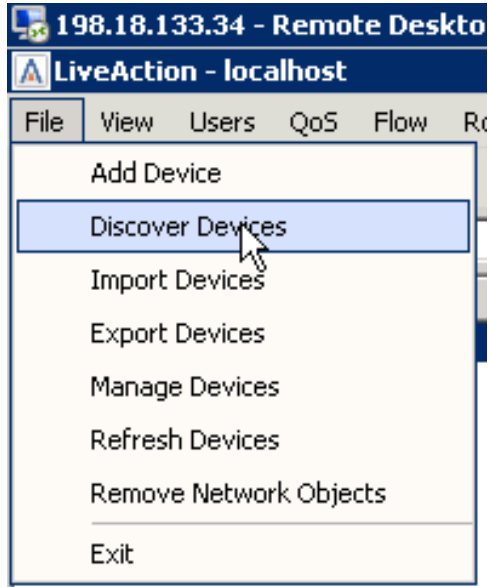 198.18.133.34 - Remote Deskto
LiveAction - localhost
File View Users QoS Flow Ro
Add Device
Discover Devices
Import Devices
Export Devices
Manage Devices
Refresh Devices
Remove Network Objects
Exit